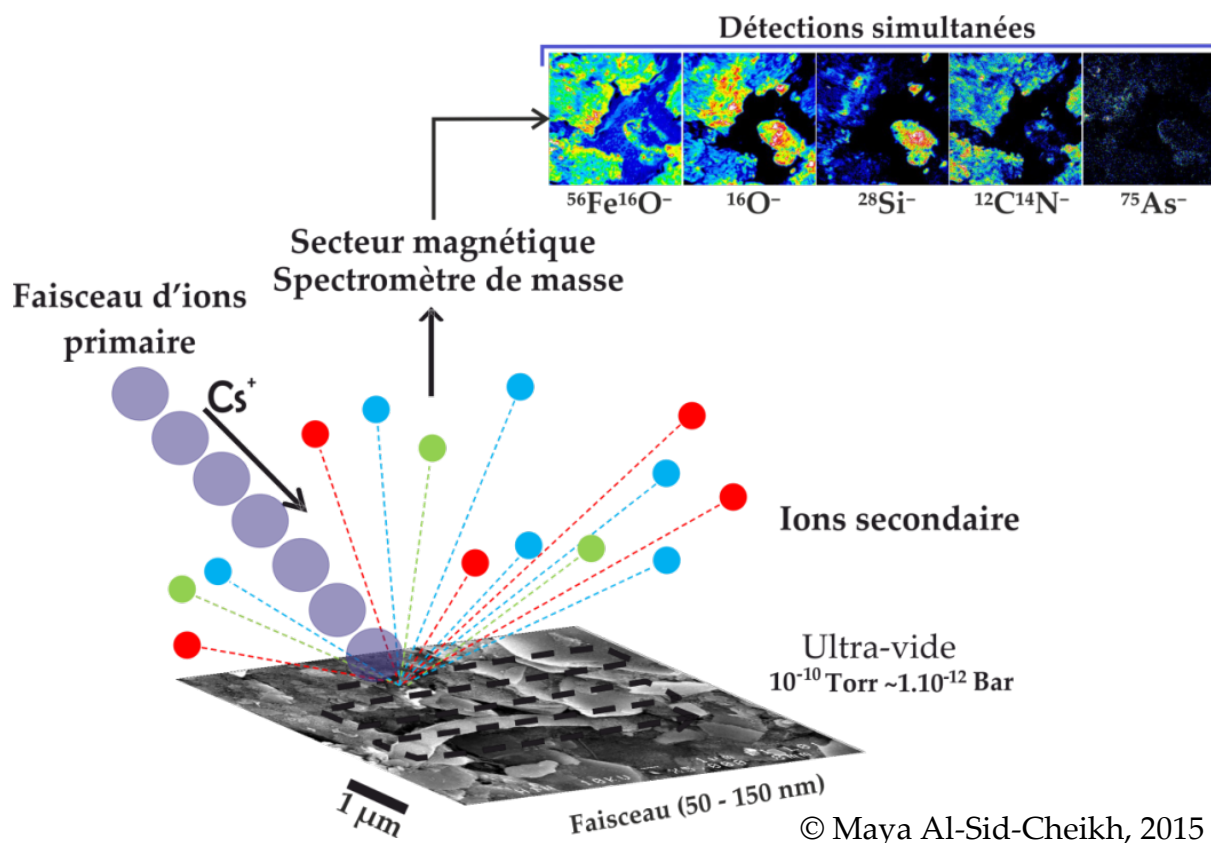 Détections simultanées
⁵⁶Fe¹⁶O⁻ ¹⁶O⁻ ²⁸Si⁻ ¹²C¹⁴N⁻ ⁷⁵As⁻
Secteur magnétique
Spectromètre de masse
Faisceau d'ions
primaire
Cs⁺
Ions secondaire
Ultra-vide
10⁻¹⁰ Torr ~1.10⁻¹² Bar
1 µm
Faisceau (50 - 150 nm)
© Maya Al-Sid-Cheikh, 2015